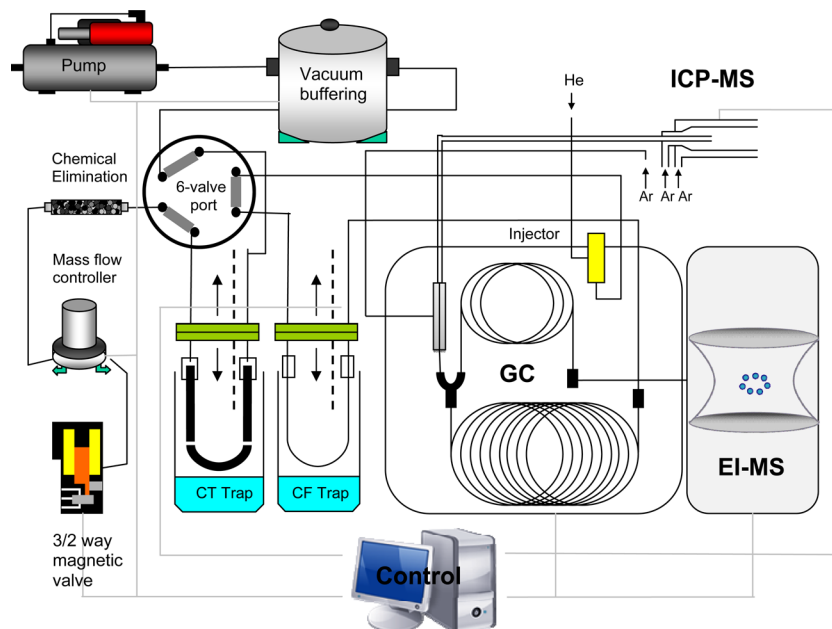 Pump
Vacuum
buffering
He
ICP-MS
Chemical
Elimination
6-valve
port
Ar
Ar
Ar
Injector
Mass flow
controller
GC
EI-MS
CT Trap
CF Trap
3/2 way
magnetic
valve
Control